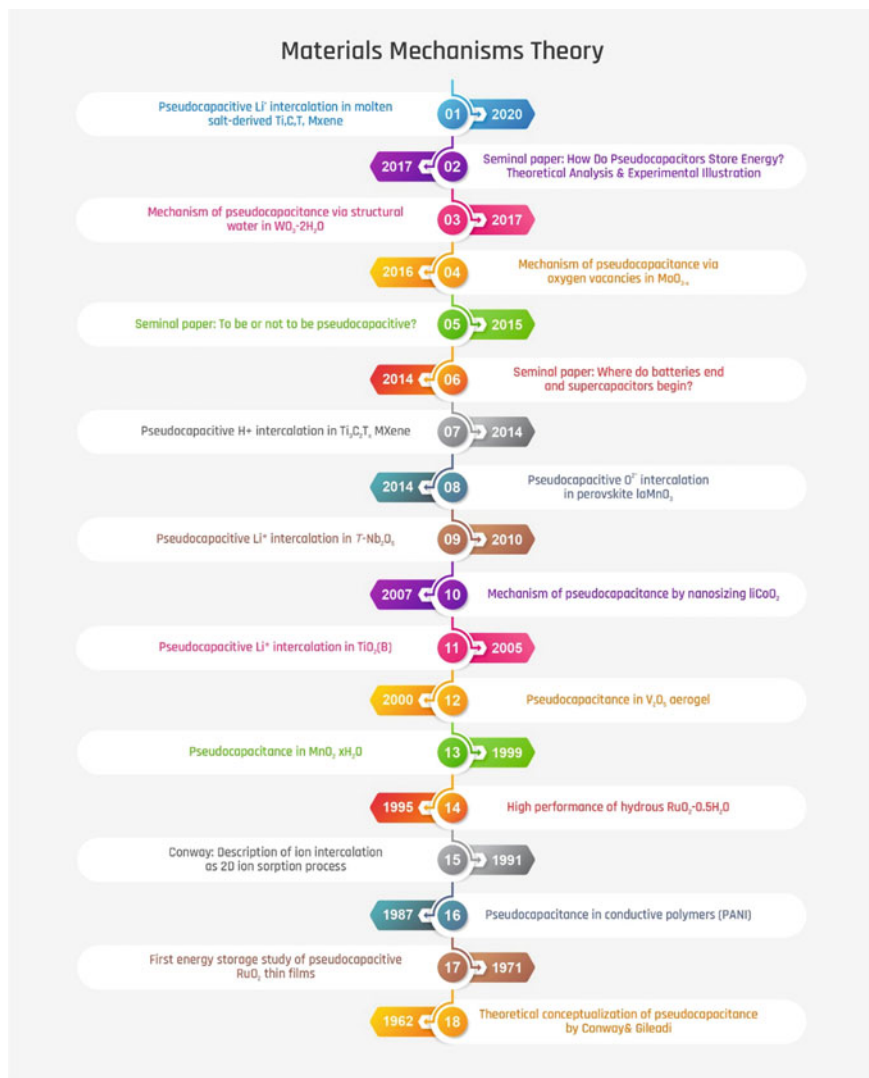 Materials Mechanisms Theory
Pseudocapacitive Li⁺ intercalation in molten
salt-derived Ti,C,T, Mxene
01
2020
2017
02
Seminal paper: How Do Pseudocapacitors Store Energy?
Theoretical Analysis & Experimental Illustration
Mechanism of pseudocapacitance via structural
water in WO₃-2H₂O
03
2017
2016
04
Mechanism of pseudocapacitance via
oxygen vacancies in
Seminal paper: To be or not to be pseudocapacitive?
05
2015
2014
06
Seminal paper: Where do batteries end
and supercapacitors begin?
Pseudocapacitive H+ intercalation in Ti₃C₂Tₓ MXene
07
2014
2014
08
Pseudocapacitive O²⁻ intercalation
in perovskite laMnO₃
Pseudocapacitive Li⁺ intercalation in T-Nb₂O₅
09
2010
2007
10
Mechanism of pseudocapacitance by nanosizing liCoO₂
Pseudocapacitive Li⁺ intercalation in TiO₂(B)
11
2005
2000
12
Pseudocapacitance in V₂O₅ aerogel
Pseudocapacitance in MnO₂ xH₂O
13
1999
1995
14
High performance of hydrous RuO₂-0.5H₂O
Conway: Description of ion intercalation
as 2D ion sorption process
15
1991
1987
16
Pseudocapacitance in conductive polymers (PANI)
First energy storage study of pseudocapacitive
RuO₂ thin films
17
1971
1962
18
Theoretical conceptualization of pseudocapacitance
by Conway& Gileadi